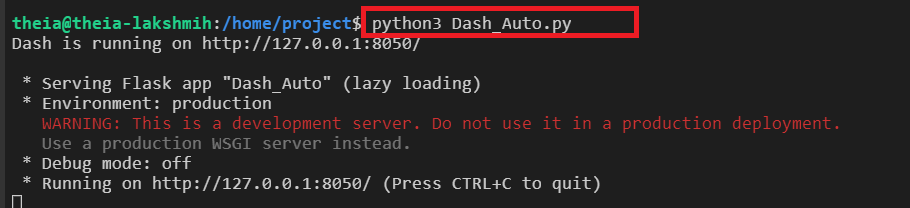 theia@theia-lakshmih:/home/project$ python3 Dash_Auto.py
Dash is running on http://127.0.0.1:8050/
* Serving Flask app "Dash_Auto" (lazy loading)
* Environment: production
WARNING: This is a development server. Do not use it in a production deployment.
Use a production WSGI server instead.
* Debug mode: off
* Running on http://127.0.0.1:8050/ (Press CTRL+C to quit)